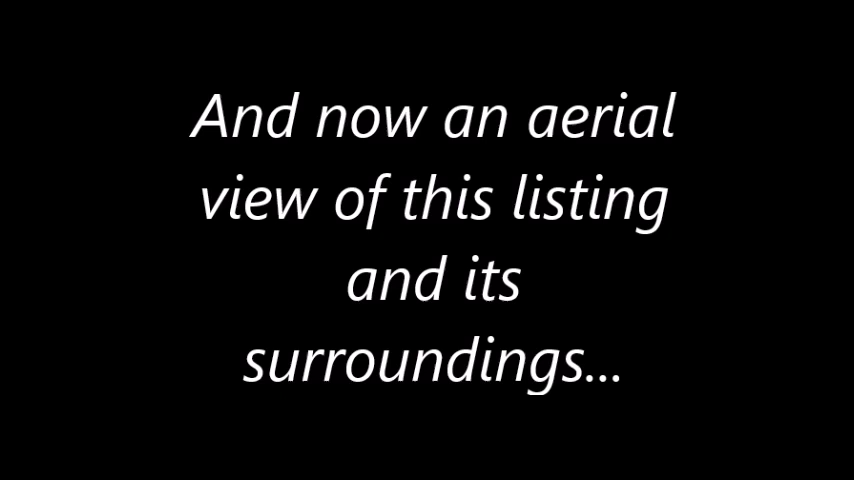 And now an aerial
view of this listing
and its
surroundings...